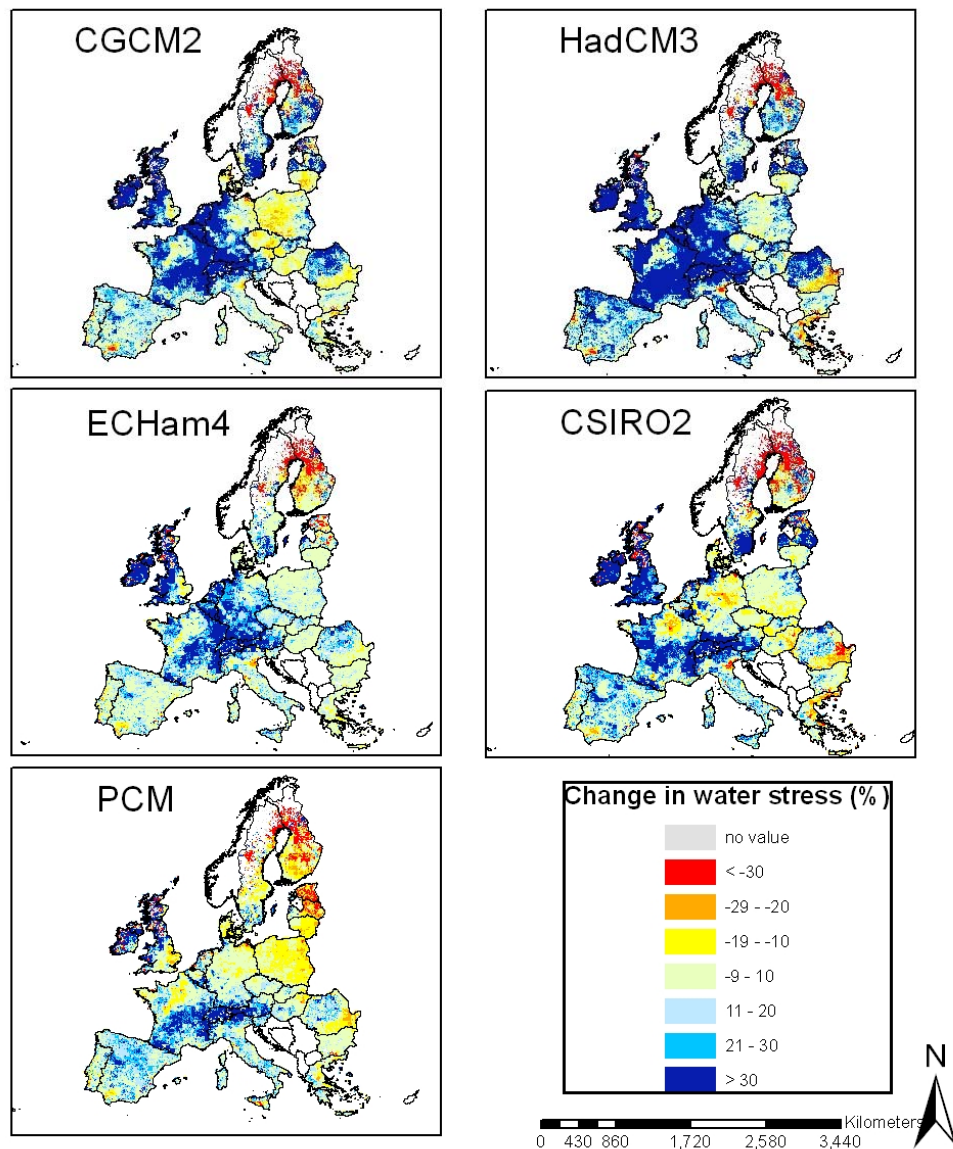 CGCM2
HadCM3
ECHam4
CSIRO2
PCM
Change in water stress (%)
no value
< -30
-29 - -20
-19 - -10
-9 - 10
11 - 20
21 - 30
> 30
N
Kilometers
0 430 860 1,720 2,580 3,440